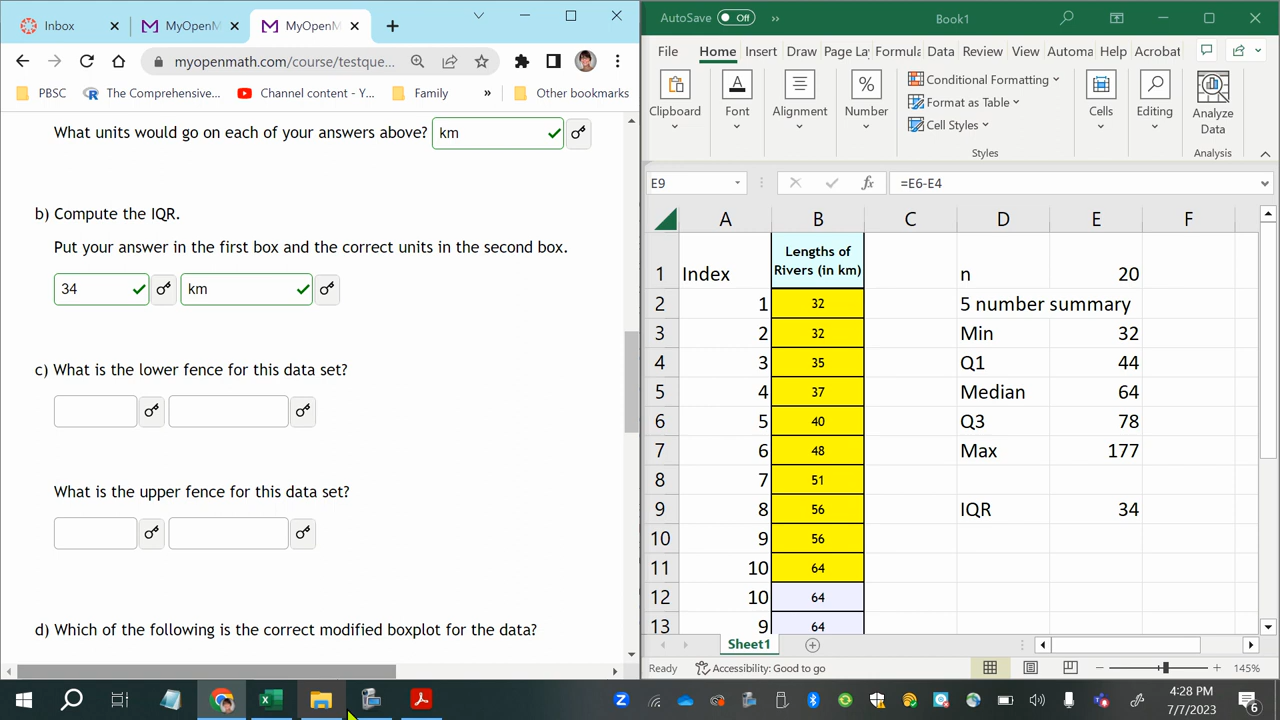 Inbox
MyOpenM
MyOpenM
myopenmath.com/course/testque...
PBSC
The Comprehensive...
Channel content - Y...
Family
»
Other bookmarks
What units would go on each of your answers above?
km
b) Compute the IQR.
Put your answer in the first box and the correct units in the second box.
34
km
c) What is the lower fence for this data set?
What is the upper fence for this data set?
d) Which of the following is the correct modified boxplot for the data?
AutoSave Off »
Book1
File Home Insert Draw Page La Formula Data Review View Automa Help Acrobat
Clipboard
Font
Alignment
Number
Conditional Formatting
Format as Table
Cell Styles
Styles
Cells
Editing
Analyze
Data
Analysis
E9
fx
=E6-E4
A B C D E F
Lengths of
Rivers (in km)
1 Index n 20
2 1 32 5 number summary
3 2 32 Min 32
4 3 35 Q1 44
5 4 37 Median 64
6 5 40 Q3 78
7 6 48 Max 177
8 7 51
9 8 56 IQR 34
10 9 56
11 10 64
12 10 64
13 9 64
Sheet1
Ready Accessibility: Good to go 145%
4:28 PM
7/7/2023
6